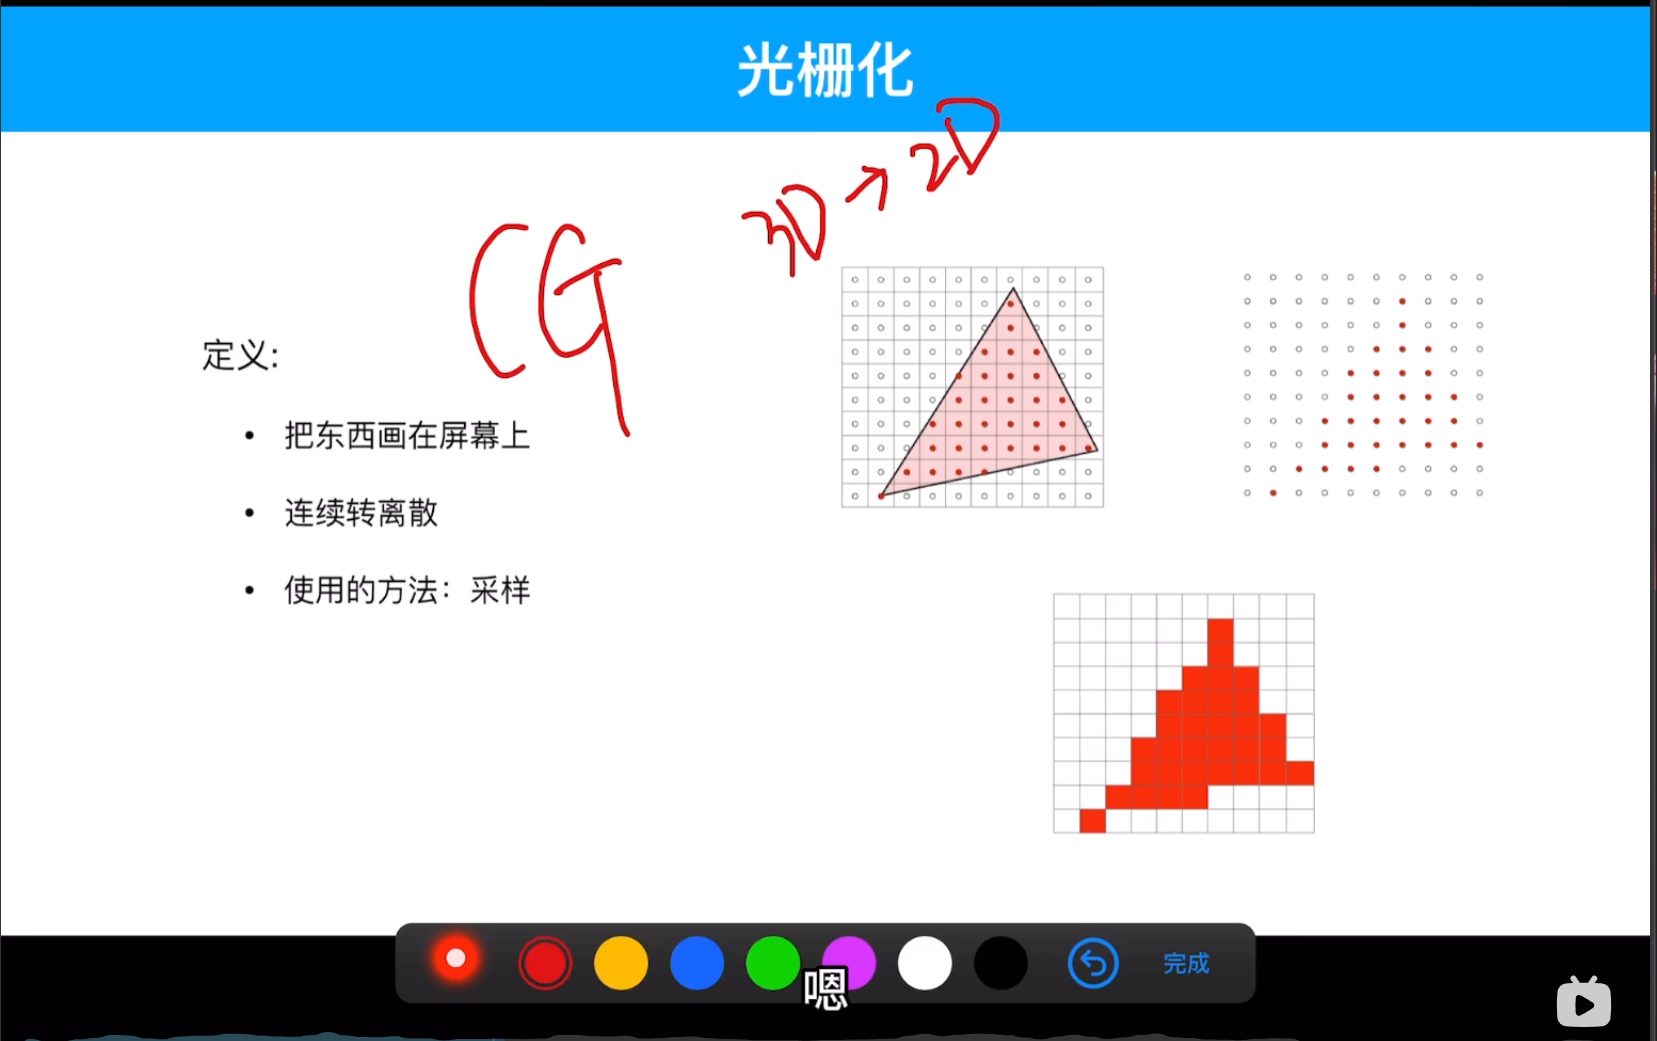 光栅化
3D → 2D
CG
定义:
• 把东西画在屏幕上
• 连续转离散
• 使用的方法：采样
完成
嗯